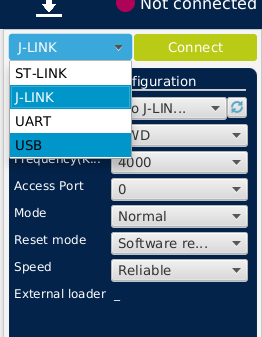 Not connected
J-LINK
Connect
ST-LINK
J-LINK
UART
USB
figuration
o J-LIN...
WD
Frequency(K...
4000
Access Port
0
Mode
Normal
Reset mode
Software re...
Speed
Reliable
External loader _